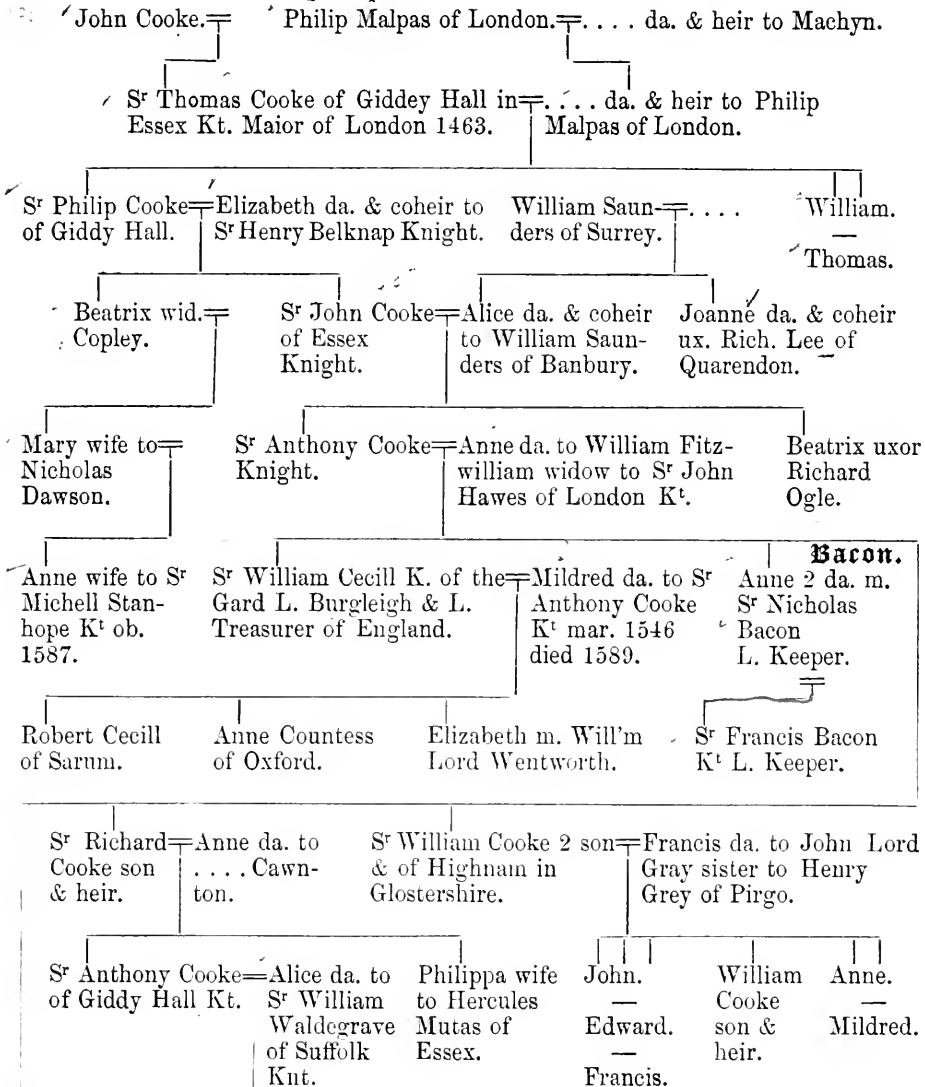 John Cooke. Philip Malpas of London. . . . . da. & heir to Machyn.
Sr Thomas Cooke of Giddey Hall in . . . . da. & heir to Philip
Essex Kt. Maior of London 1463. Malpas of London.
Sr Philip Cooke Elizabeth da. & coheir to William Saun- . . . . William.
of Giddy Hall. Sr Henry Belknap Knight. ders of Surrey. —
Thomas.
Beatrix wid. Sr John Cooke Alice da. & coheir Joanne da. & coheir
Copley. of Essex to William Saun- ux. Rich. Lee of
Knight. ders of Banbury. Quarendon.
Mary wife to Sr Anthony Cooke Anne da. to William Fitz- Beatrix uxor
Nicholas Knight. william widow to Sr John Richard
Dawson. Hawes of London Kt. Ogle.
Bacon.
Anne wife to Sr Sr William Cecill K. of the Mildred da. to Sr Anne 2 da. m.
Michell Stan- Gard L. Burgleigh & L. Anthony Cooke Sr Nicholas
hope Kt ob. Treasurer of England. Kt mar. 1546 Bacon
1587. died 1589. L. Keeper.
Robert Cecill Anne Countess Elizabeth m. Will'm Sr Francis Bacon
of Sarum. of Oxford. Lord Wentworth. Kt L. Keeper.
Sr Richard Anne da. to Sr William Cooke 2 son Francis da. to John Lord
Cooke son . . . . Cawn- & of Highnam in Gray sister to Henry
& heir. ton. Glostershire. Grey of Pirgo.
Sr Anthony Cooke Alice da. to Philippa wife John. William Anne.
of Giddy Hall Kt. Sr William to Hercules — Cooke —
Waldegrave Mutas of Edward. son & Mildred.
of Suffolk Essex. — heir.
Knt. Francis.